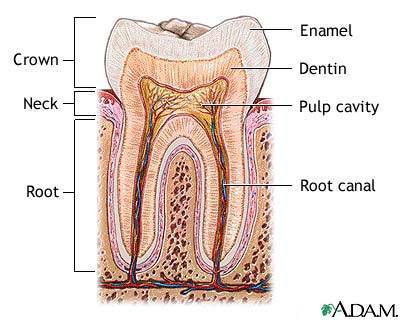 Crown
Neck
Root
Enamel
Dentin
Pulp cavity
Root canal
A.D.A.M.